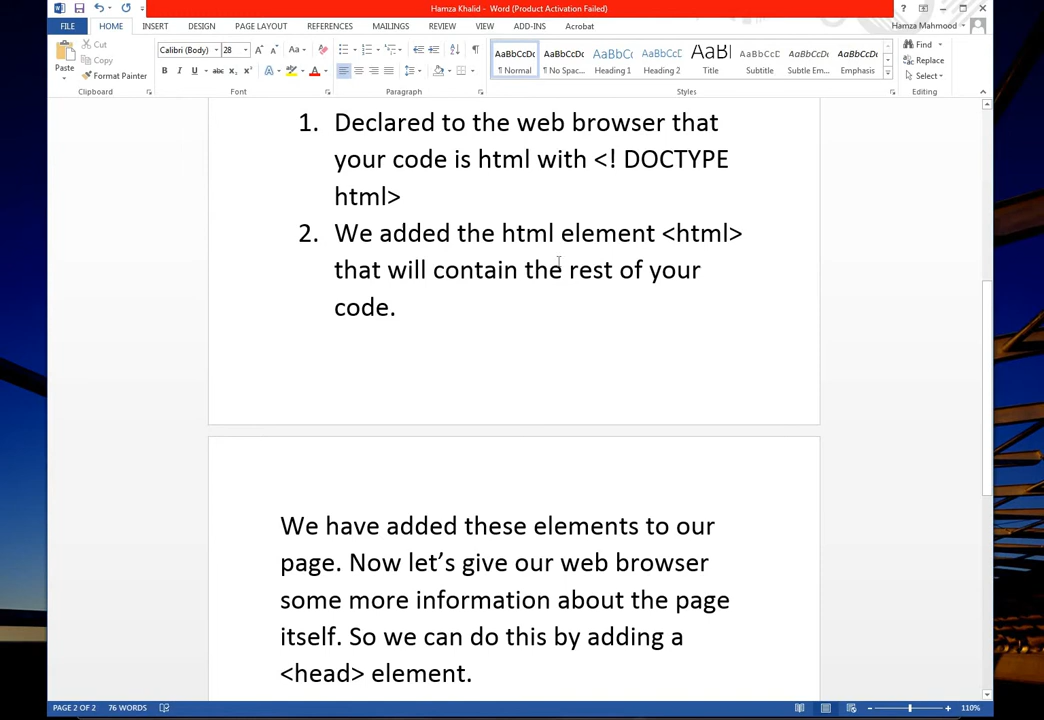 Hamza Khalid - Word (Product Activation Failed)
FILE HOME INSERT DESIGN PAGE LAYOUT REFERENCES MAILINGS REVIEW VIEW ADD-INS Acrobat Hamza Mahmood
Paste Cut Copy Format Painter
Calibri (Body) 28
AaBbCcDc AaBbCcDc AaBbC AaBbCcD AaB AaBbCcD AaBbCcDc AaBbCcDc
¶ Normal ¶ No Spac... Heading 1 Heading 2 Title Subtitle Subtle Em... Emphasis
Find Replace Select
Clipboard Font Paragraph Styles Editing
1. Declared to the web browser that
your code is html with <! DOCTYPE
html>
2. We added the html element <html>
that will contain the rest of your
code.
We have added these elements to our
page. Now let’s give our web browser
some more information about the page
itself. So we can do this by adding a
<head> element.
PAGE 2 OF 2 76 WORDS 110%